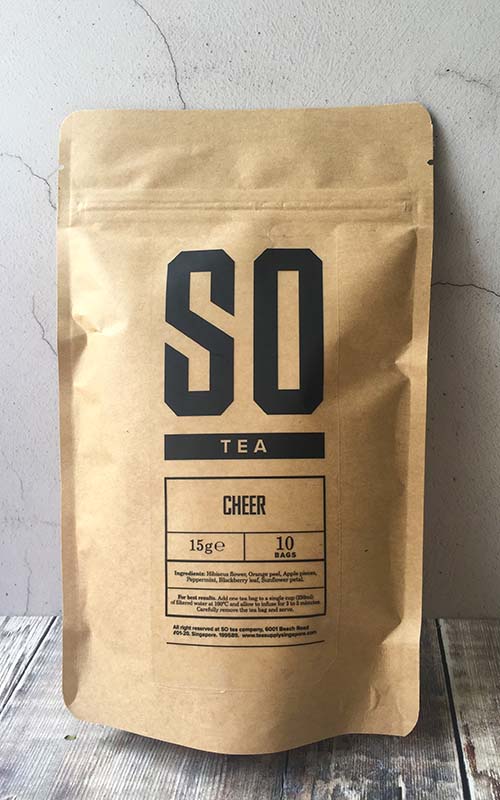 SO
TEA
CHEER
15g℮
10
BAGS
Ingredients: Hibiscus flower, Orange peel, Apple pieces,
Peppermint, Blackberry leaf, Sunflower petal.
For best results. Add one tea bag to a single cup (250ml)
of filtered water at 100°C and allow to infuse for 3 to 5 minutes.
Carefully remove the tea bag and serve.
All right reserved at SO tea company, 6001 Beach Road
#01-25. Singapore. 199589. www.teasupplysingapore.com